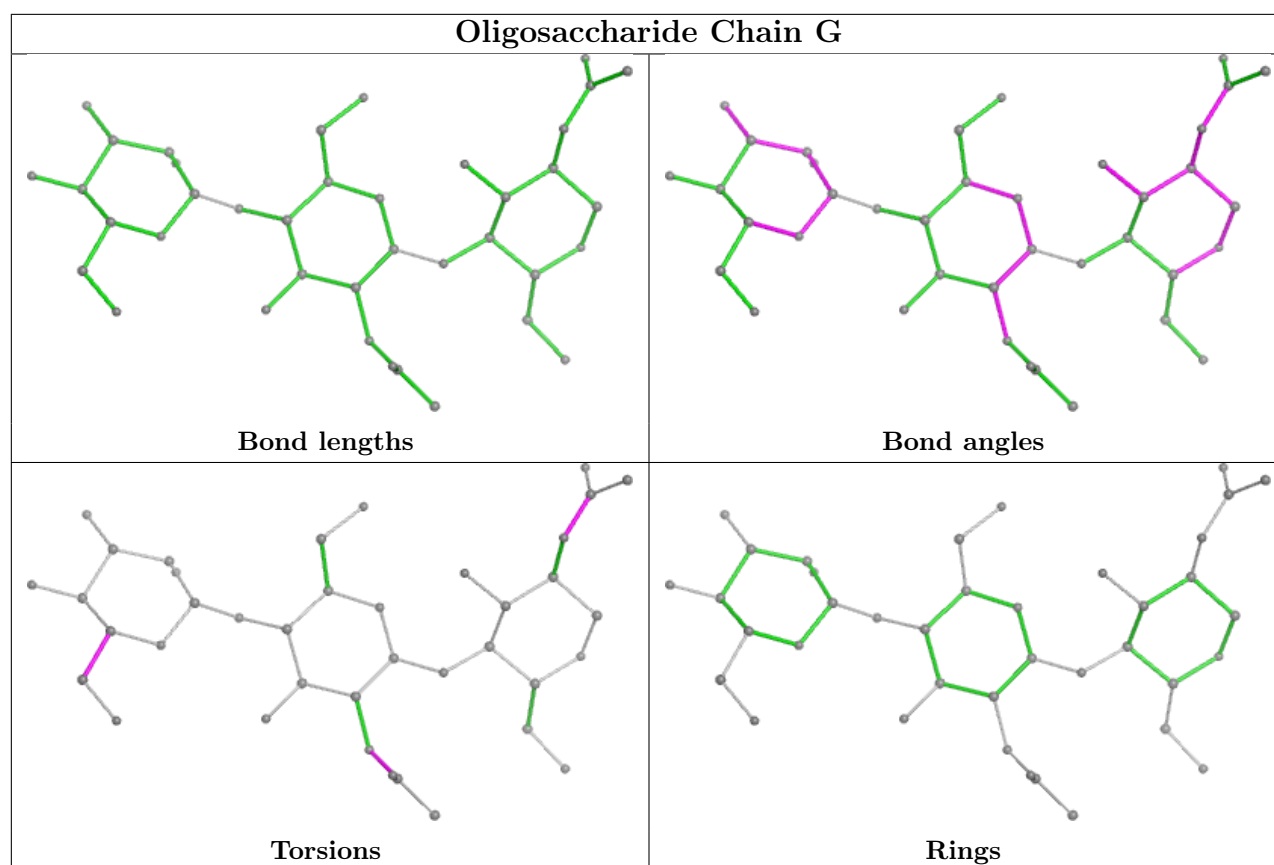 Oligosaccharide Chain G
Bond lengths
Bond angles
Torsions
Rings